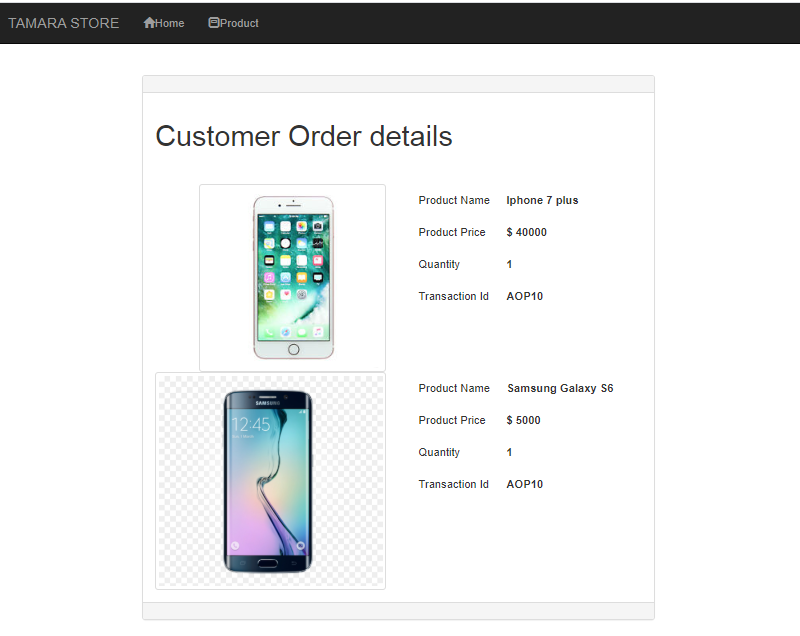 TAMARA STORE Home Product
Customer Order details
Product Name Iphone 7 plus
Product Price $ 40000
Quantity 1
Transaction Id AOP10
SAMSUNG
12:45
Product Name Samsung Galaxy S6
Product Price $ 5000
Quantity 1
Transaction Id AOP10